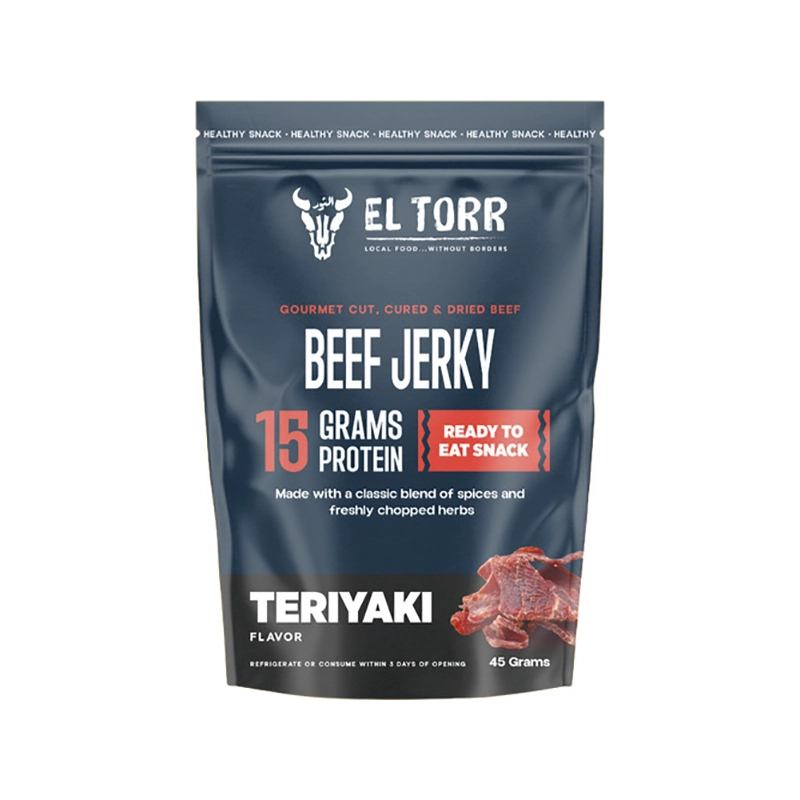 HEALTHY SNACK · HEALTHY SNACK · HEALTHY SNACK · HEALTHY SNACK · HEALTHY
الثور
EL TORR
LOCAL FOOD...WITHOUT BORDERS
GOURMET CUT, CURED & DRIED BEEF
BEEF JERKY
15 GRAMS PROTEIN
READY TO
EAT SNACK
Made with a classic blend of spices and
freshly chopped herbs
TERIYAKI
FLAVOR
REFRIGERATE OR CONSUME WITHIN 3 DAYS OF OPENING
45 Grams